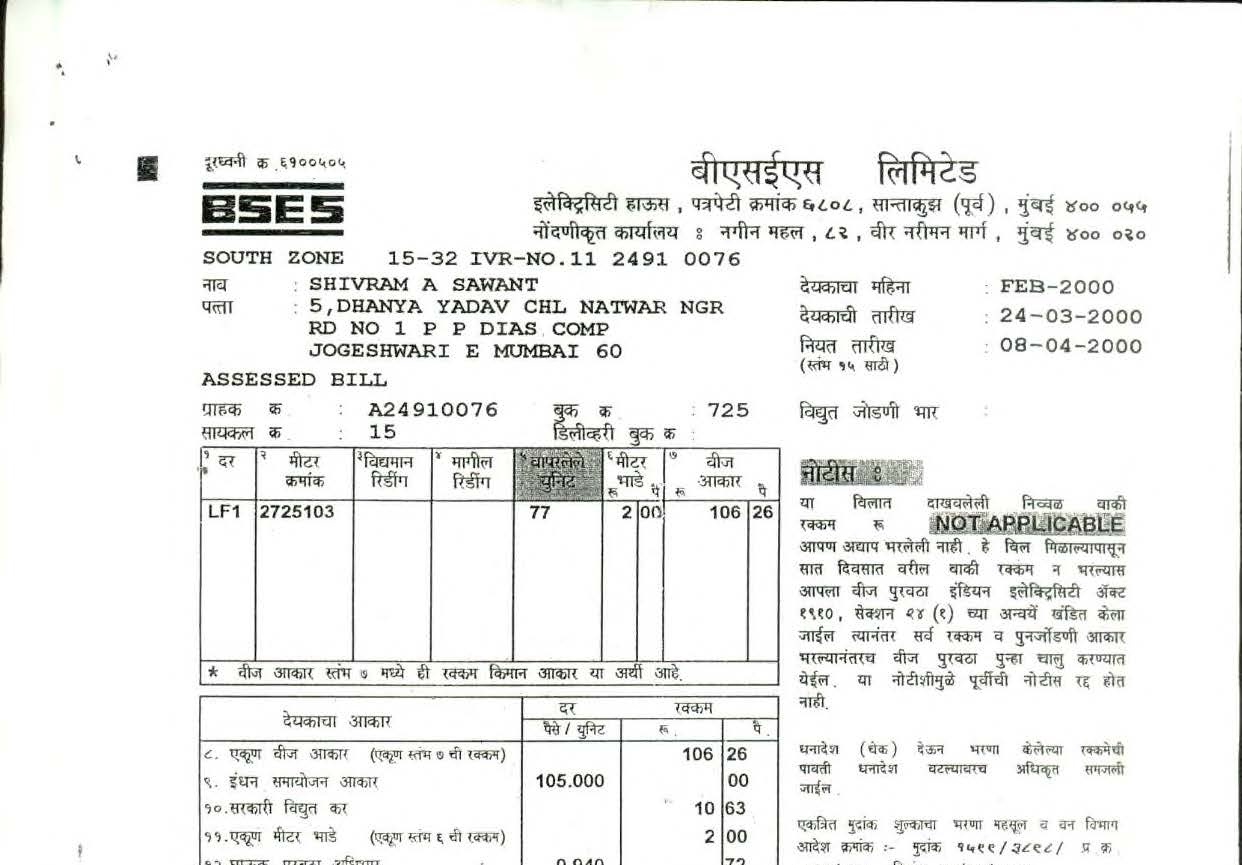 दूरध्वनी क्र ६१००५०५
BSES
बीएसईएस लिमिटेड
इलेक्ट्रिसिटी हाऊस , पत्रपेटी क्रमांक ६८०८, सान्ताक्रुझ (पूर्व) , मुंबई ४०० ०५५
नोंदणीकृत कार्यालय : नगीन महल , ८२ , वीर नरीमन मार्ग , मुंबई ४०० ०२०
SOUTH ZONE 15-32 IVR-NO.11 2491 0076
नाव : SHIVRAM A SAWANT
पत्ता : 5,DHANYA YADAV CHL NATWAR NGR
RD NO 1 P P DIAS COMP
JOGESHWARI E MUMBAI 60
देयकाचा महिना : FEB-2000
देयकाची तारीख : 24-03-2000
नियत तारीख : 08-04-2000
(स्तंभ १५ साठी)
ASSESSED BILL
ग्राहक क्र : A24910076 बुक क्र : 725
विद्युत जोडणी भार :
सायकल क्र : 15 डिलीव्हरी बुक क्र :
१ दर २ मीटर ३ विद्यमान ४ मागील ५ वापरलेले ६ मीटर ७ वीज
क्रमांक रिडींग रिडींग युनिट भाडे आकार
रू पै रू पै
LF1 2725103 77 2 00 106 26
* वीज आकार स्तंभ ७ मध्ये ही रक्कम किमान आकार या अर्थी आहे.
देयकाचा आकार दर रक्कम
पैसे / युनिट रू. पै.
८. एकूण वीज आकार (एकूण स्तंभ ७ ची रक्कम) 106 26
९. इंधन समायोजन आकार 105.000 00
१०.सरकारी विद्युत कर 10 63
११.एकूण मीटर भाडे (एकूण स्तंभ ६ ची रक्कम) 2 00
0.940 72
नोटीस :
या बिलात दाखवलेली निव्वळ बाकी
रक्कम रू NOT APPLICABLE
आपण अद्याप भरलेली नाही . हे बिल मिळाल्यापासून
सात दिवसात वरील बाकी रक्कम न भरल्यास
आपला वीज पुरवठा इंडियन इलेक्ट्रिसिटी ॲक्ट
१९१० , सेक्शन २४ (१) च्या अन्वयें खंडित केला
जाईल त्यानंतर सर्व रक्कम व पुनर्जोडणी आकार
भरल्यानंतरच वीज पुरवठा पुन्हा चालु करण्यात
येईल . या नोटीशीमुळे पूर्वीची नोटीस रद्द होत
नाही.
धनादेश (चेक) देऊन भरणा केलेल्या रक्कमेची
पावती धनादेश वटल्यावरच अधिकृत समजली
जाईल .
एकत्रित मुद्रांक शुल्काचा भरणा महसूल व वन विभाग
आदेश क्रमांक :- मुद्रांक १५९९/३८९८/ प्र क्र